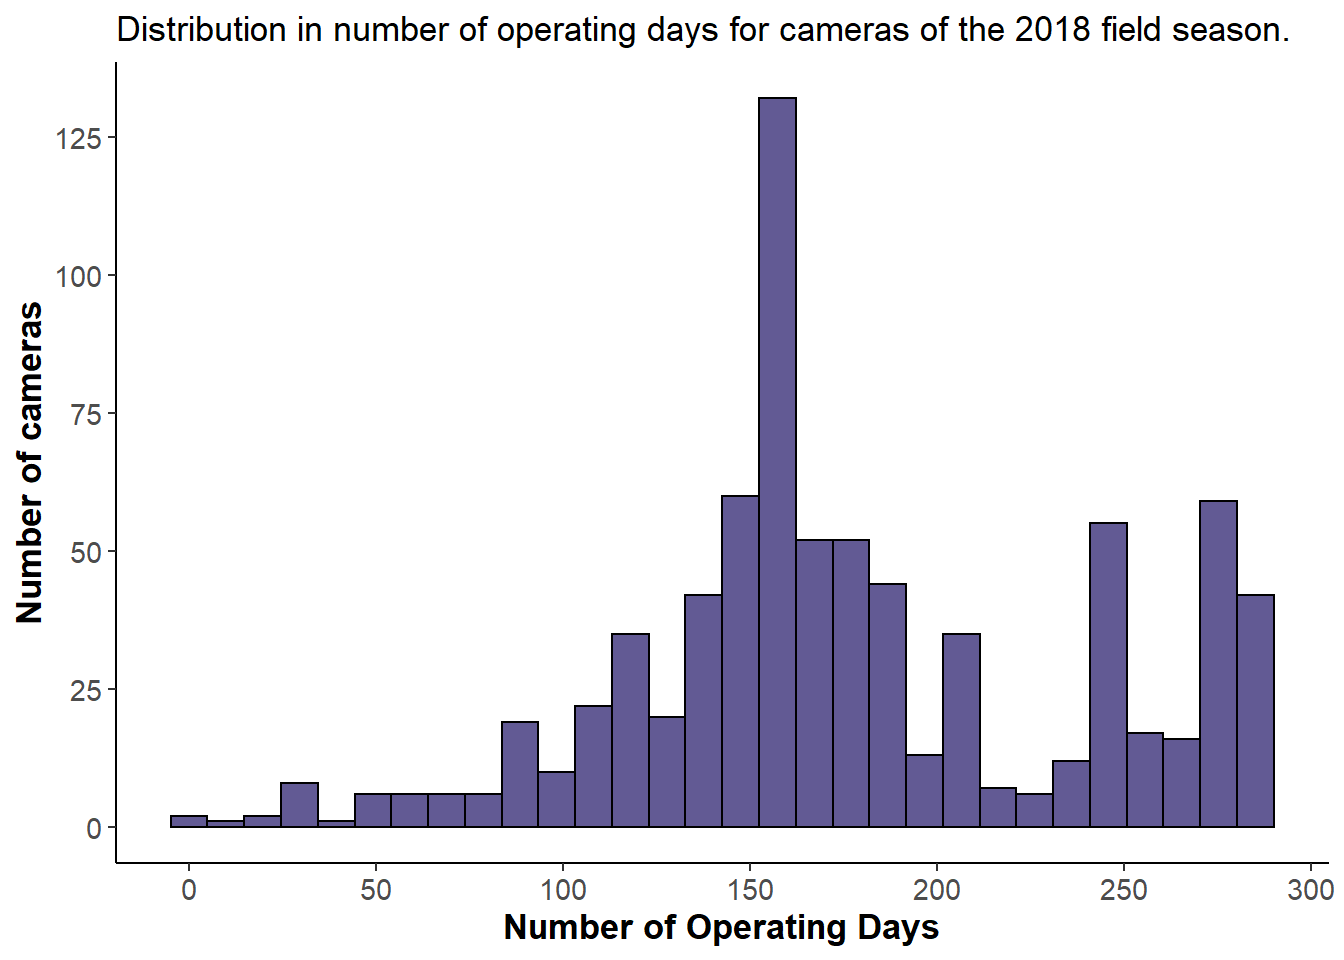 Distribution in number of operating days for cameras of the 2018 field season.
125
100
75
50
25
0
Number of cameras
0 50 100 150 200 250 300
Number of Operating Days